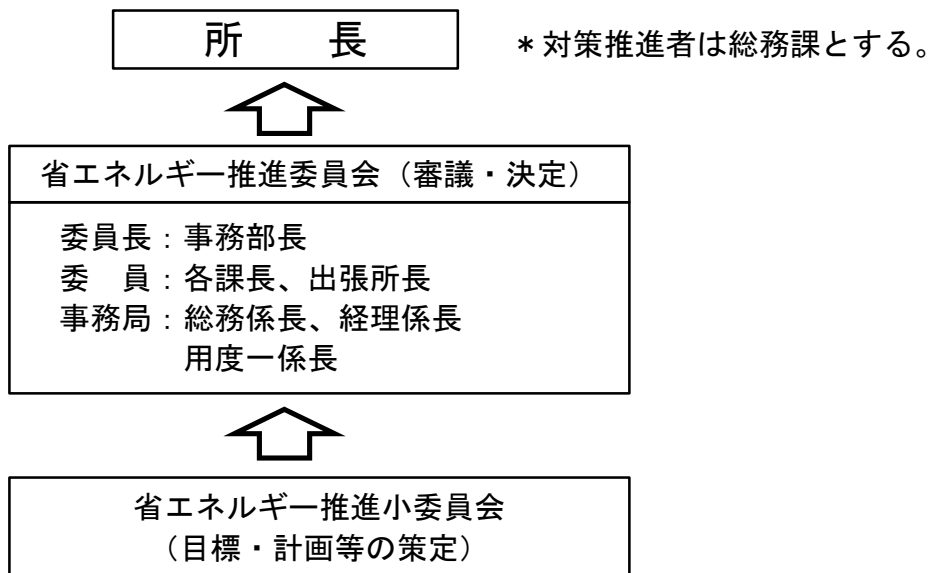 所　長
＊対策推進者は総務課とする。
省エネルギー推進委員会（審議・決定）
委員長：事務部長
委　員：各課長、出張所長
事務局：総務係長、経理係長
用度一係長
省エネルギー推進小委員会
（目標・計画等の策定）